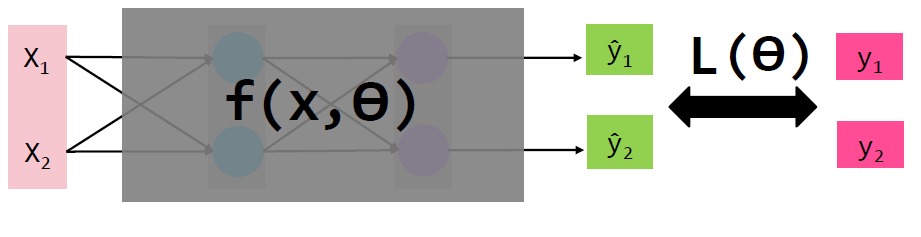 X₁
X₂
f(x,θ)
ŷ₁
ŷ₂
L(θ)
y₁
y₂